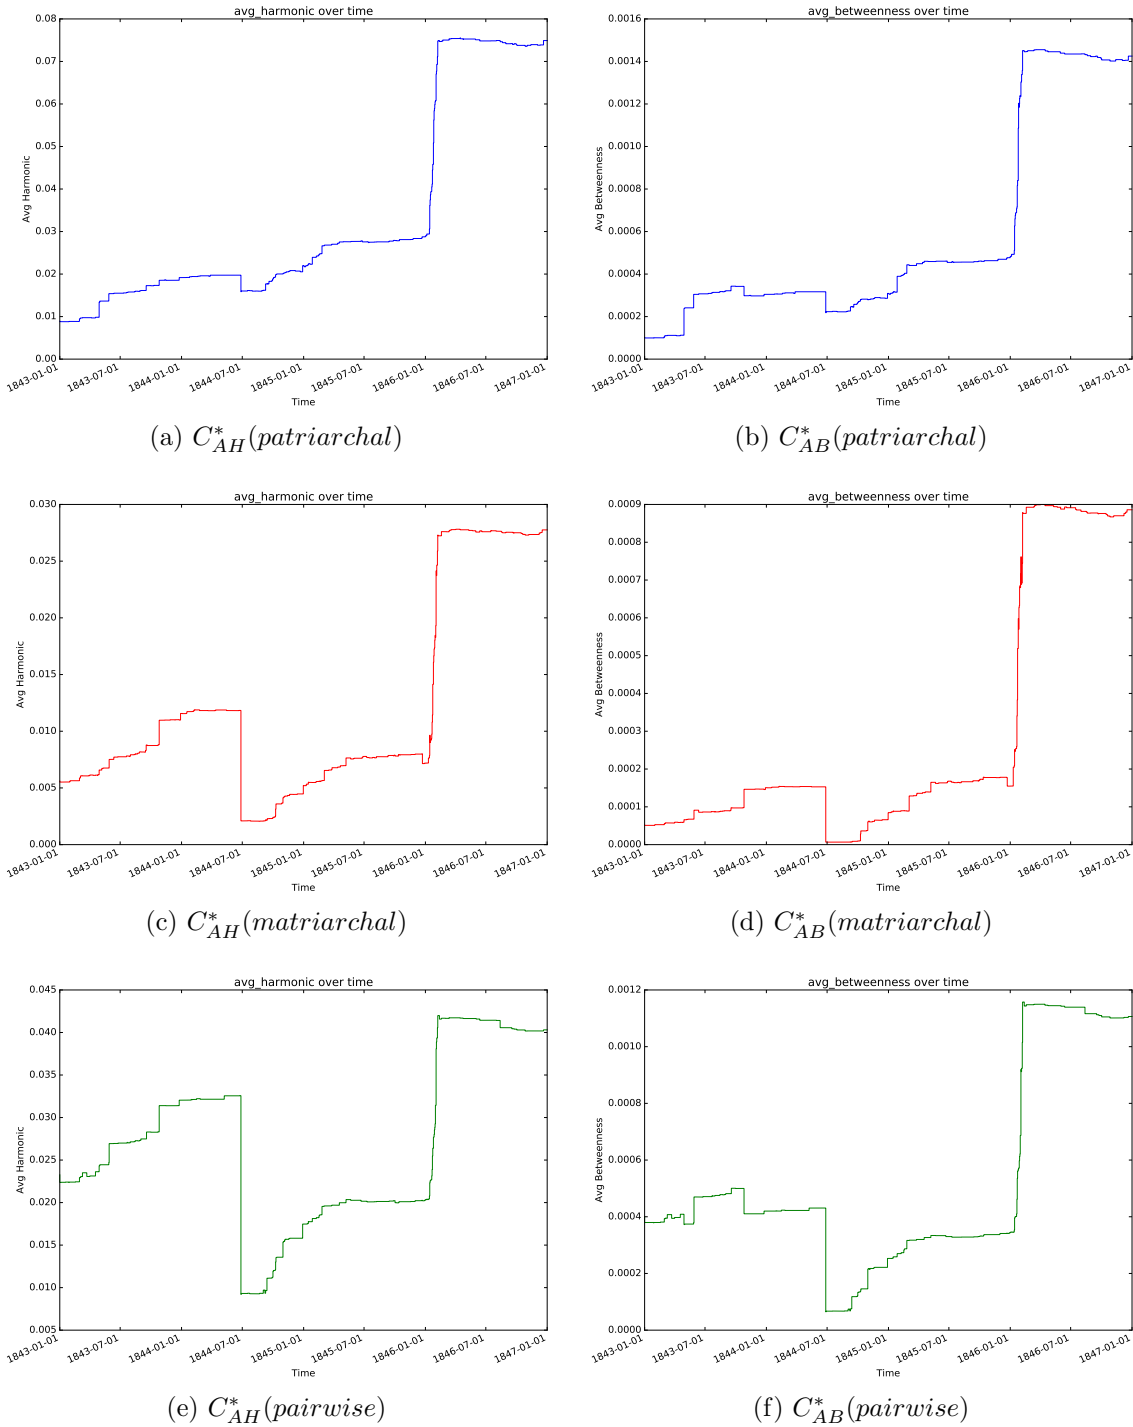 avg_harmonic over time
0.08
0.07
0.06
0.05
0.04
0.03
0.02
0.01
0.00
Avg Harmonic
1843-01-01 1843-07-01 1844-01-01 1844-07-01 1845-01-01 1845-07-01 1846-01-01 1846-07-01 1847-01-01
Time
(a) C*AH(patriarchal)
avg_betweenness over time
0.0016
0.0014
0.0012
0.0010
0.0008
0.0006
0.0004
0.0002
0.0000
Avg Betweenness
1843-01-01 1843-07-01 1844-01-01 1844-07-01 1845-01-01 1845-07-01 1846-01-01 1846-07-01 1847-01-01
Time
(b) C*AB(patriarchal)
avg_harmonic over time
0.030
0.025
0.020
0.015
0.010
0.005
0.000
Avg Harmonic
1843-01-01 1843-07-01 1844-01-01 1844-07-01 1845-01-01 1845-07-01 1846-01-01 1846-07-01 1847-01-01
Time
(c) C*AH(matriarchal)
avg_betweenness over time
0.0009
0.0008
0.0007
0.0006
0.0005
0.0004
0.0003
0.0002
0.0001
0.0000
Avg Betweenness
1843-01-01 1843-07-01 1844-01-01 1844-07-01 1845-01-01 1845-07-01 1846-01-01 1846-07-01 1847-01-01
Time
(d) C*AB(matriarchal)
avg_harmonic over time
0.045
0.040
0.035
0.030
0.025
0.020
0.015
0.010
0.005
Avg Harmonic
1843-01-01 1843-07-01 1844-01-01 1844-07-01 1845-01-01 1845-07-01 1846-01-01 1846-07-01 1847-01-01
Time
(e) C*AH(pairwise)
avg_betweenness over time
0.0012
0.0010
0.0008
0.0006
0.0004
0.0002
0.0000
Avg Betweenness
1843-01-01 1843-07-01 1844-01-01 1844-07-01 1845-01-01 1845-07-01 1846-01-01 1846-07-01 1847-01-01
Time
(f) C*AB(pairwise)